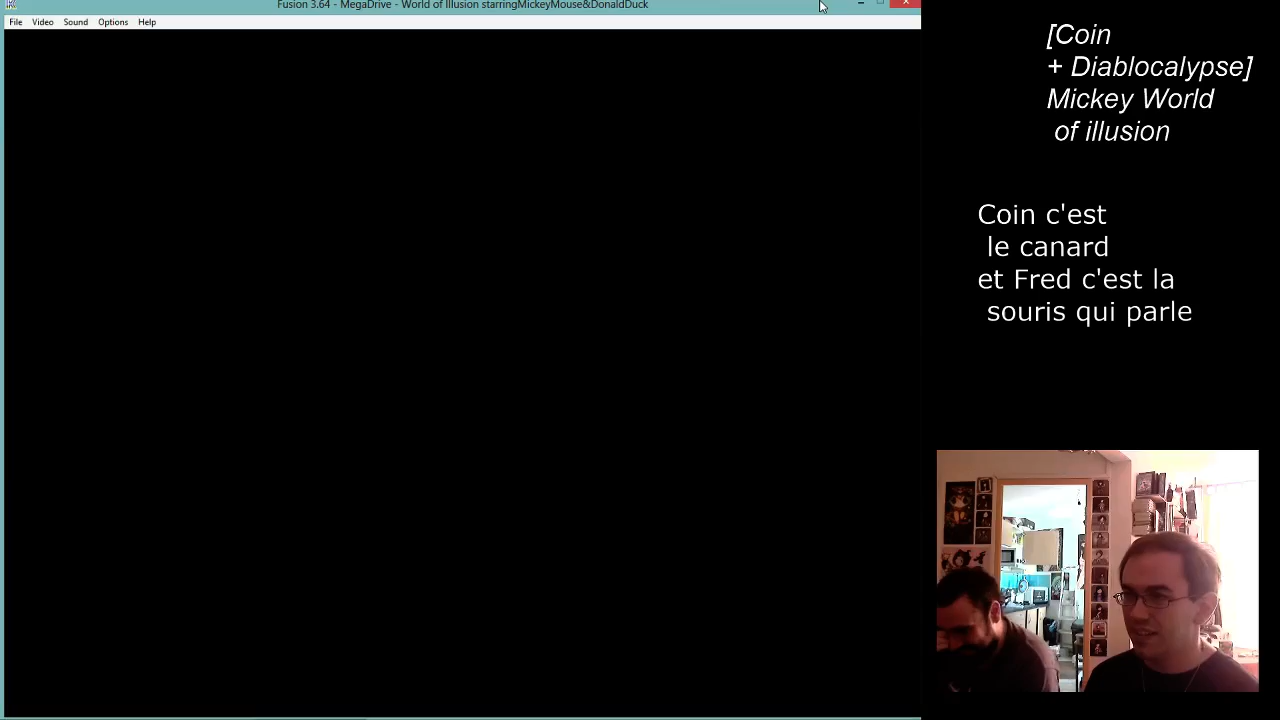 Fusion 3.64 - MegaDrive - World of Illusion starringMickeyMouse&DonaldDuck
File Video Sound Options Help
[Coin
+ Diablocalypse]
Mickey World
of illusion
Coin c'est
le canard
et Fred c'est la
souris qui parle